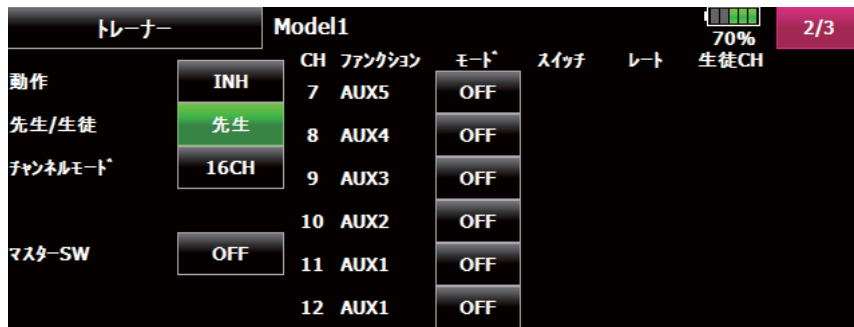 トレーナー Model1 70% 2/3
CH ファンクション モード スイッチ レート 生徒CH
動作 INH 7 AUX5 OFF
先生/生徒 先生 8 AUX4 OFF
チャンネルモード 16CH 9 AUX3 OFF
10 AUX2 OFF
マスターSW OFF 11 AUX1 OFF
12 AUX1 OFF